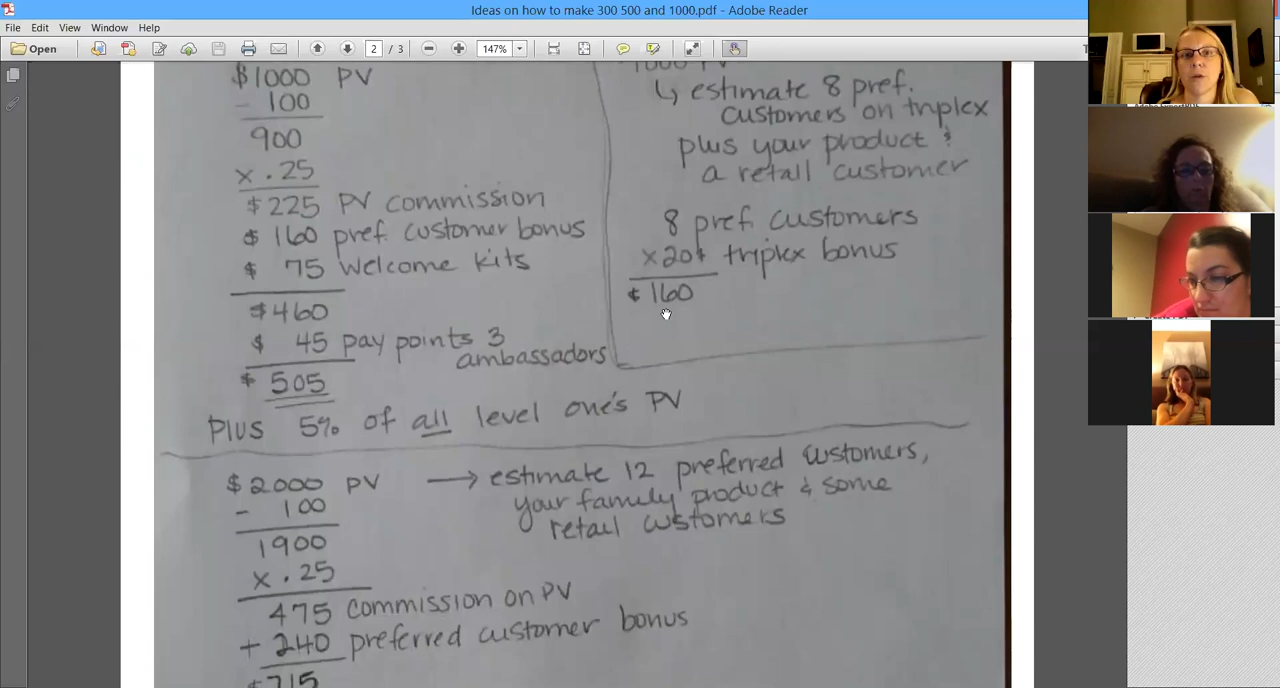 Ideas on how to make 300 500 and 1000.pdf - Adobe Reader
File Edit View Window Help
Open 2 / 3 147%
$1000 PV
- 100
900
x .25
$225 PV commission
$ 160 pref. customer bonus
$ 75 Welcome kits
$460
$ 45 pay points 3
ambassadors
$ 505
Plus 5% of all level one's PV
↳ estimate 8 pref.
customers on triplex
plus your product &
a retail customer
8 pref. customers
x 20 triplex bonus
$ 160
$2000 PV → estimate 12 preferred customers,
- 100 your family product & some
1900 retail customers
x .25
475 Commission on PV
+ 240 preferred customer bonus
$715